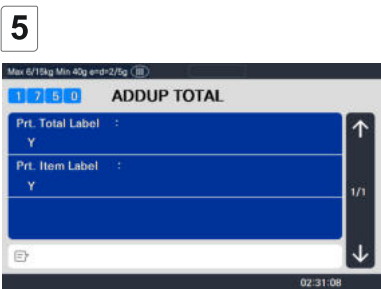 5
Max 6/15kg Min 40g e=d=2/5g (III)
1 7 5 0 ADDUP TOTAL
Prt. Total Label :
Y
Prt. Item Label :
Y
1/1
02:31:08